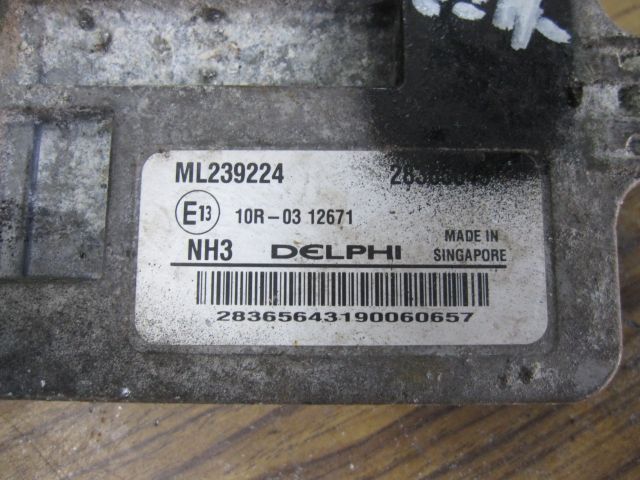 ML239224
E13 10R-03 12671
NH3 DELPHI MADE IN SINGAPORE
28365643190060657